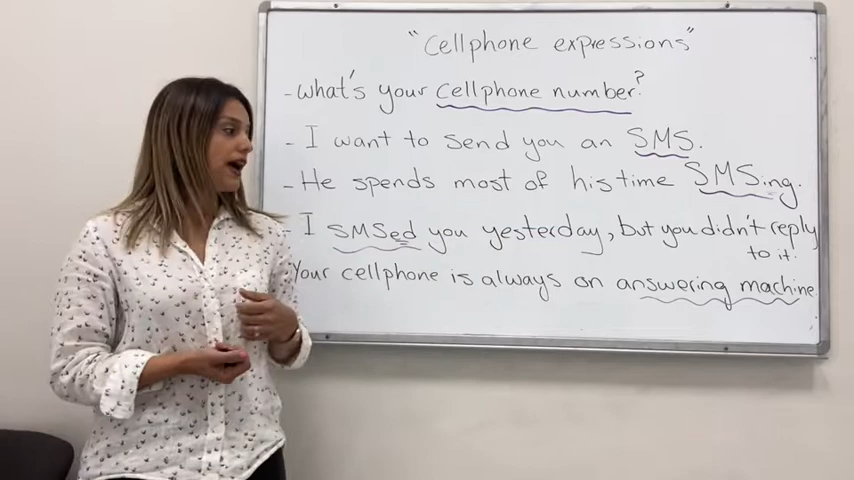 "Cellphone expressions"
- what's your cellphone number?
- I want to send you an SMS.
- He spends most of his time SMSing.
- I SMSed you yesterday, but you didn't reply
to it.
Your cellphone is always on answering machine.